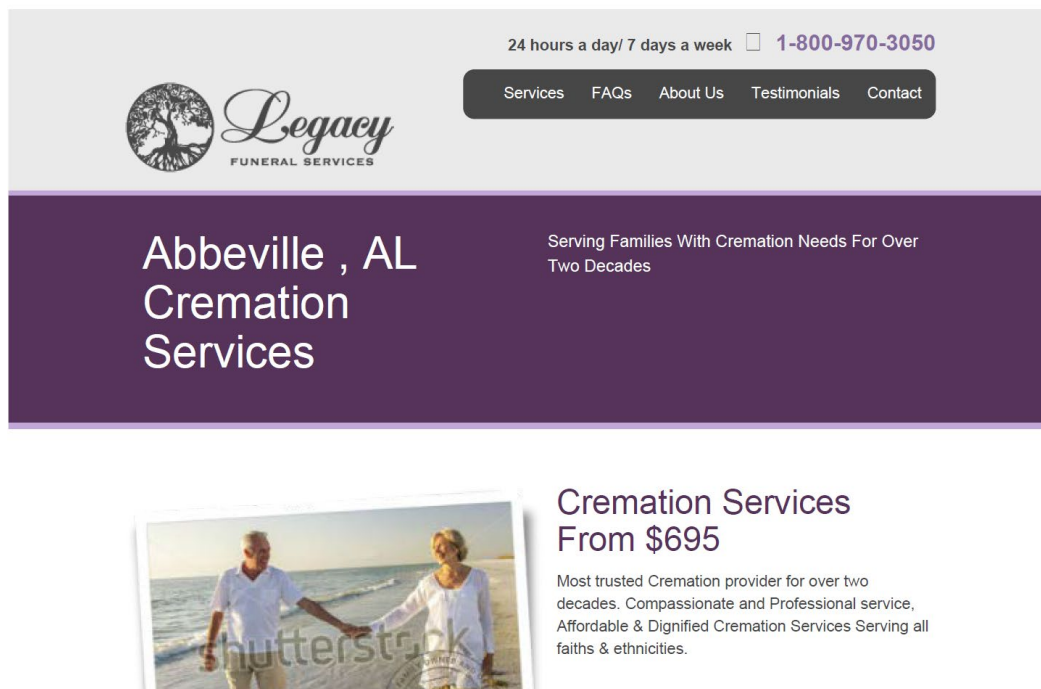 24 hours a day/ 7 days a week 1-800-970-3050
Services FAQs About Us Testimonials Contact
Legacy
FUNERAL SERVICES
Abbeville , AL
Cremation
Services
Serving Families With Cremation Needs For Over
Two Decades
Cremation Services
From $695
Most trusted Cremation provider for over two
decades. Compassionate and Professional service,
Affordable & Dignified Cremation Services Serving all
faiths & ethnicities.
shutterstock
OWNED AND